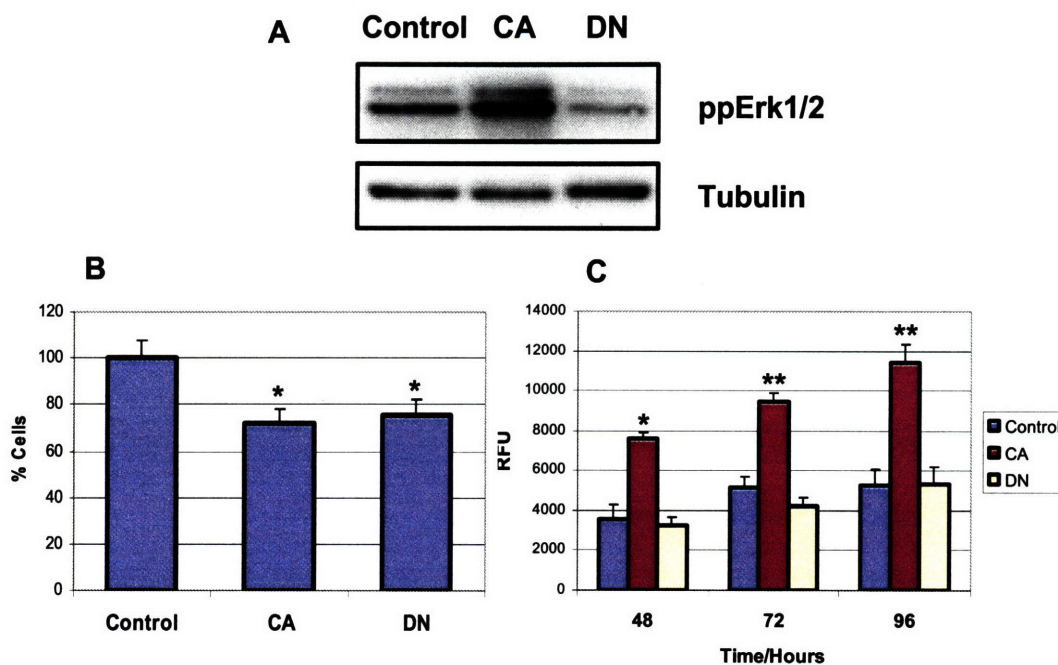 A
Control CA DN
ppErk1/2
Tubulin
B
120
100
80
60
40
20
0
% Cells
*
*
Control CA DN
C
14000
12000
10000
8000
6000
4000
2000
0
RFU
*
**
**
48 72 96
Time/Hours
Control
CA
DN